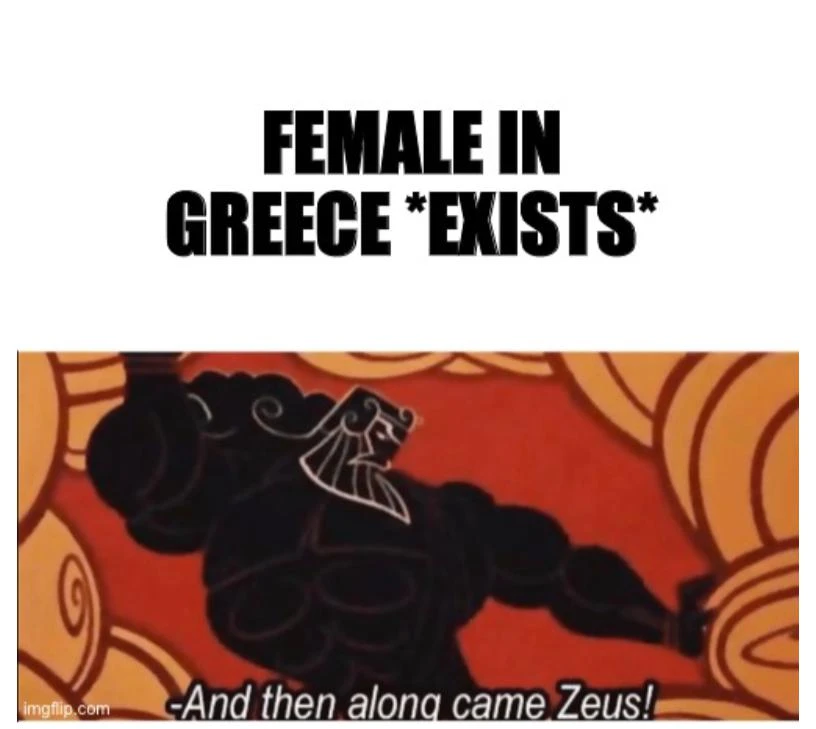 FEMALE IN
GREECE *EXISTS*
-And then along came Zeus!
imgflip.com